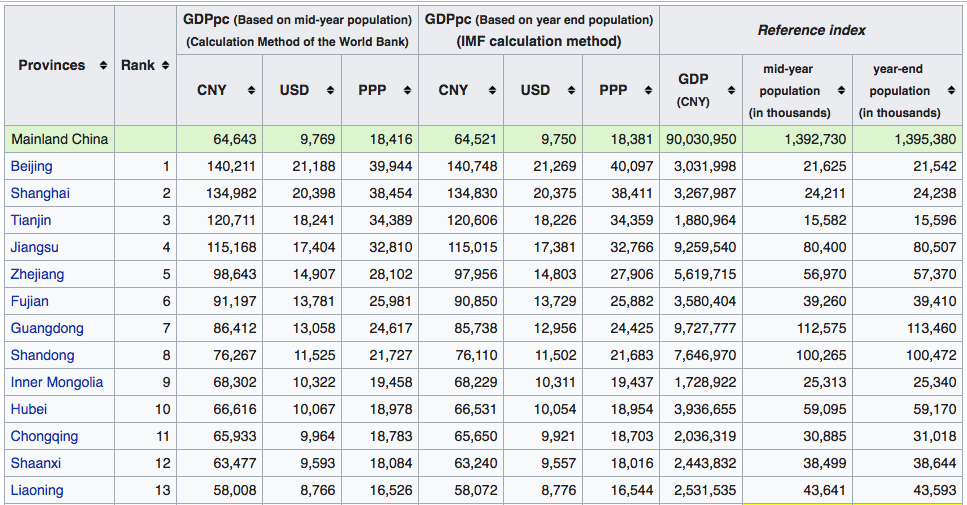 Provinces Rank GDPpc (Based on mid-year population) (Calculation Method of the World Bank) GDPpc (Based on year end population) (IMF calculation method) Reference index
CNY USD PPP CNY USD PPP GDP (CNY) mid-year population (in thousands) year-end population (in thousands)
Mainland China 64,643 9,769 18,416 64,521 9,750 18,381 90,030,950 1,392,730 1,395,380
Beijing 1 140,211 21,188 39,944 140,748 21,269 40,097 3,031,998 21,625 21,542
Shanghai 2 134,982 20,398 38,454 134,830 20,375 38,411 3,267,987 24,211 24,238
Tianjin 3 120,711 18,241 34,389 120,606 18,226 34,359 1,880,964 15,582 15,596
Jiangsu 4 115,168 17,404 32,810 115,015 17,381 32,766 9,259,540 80,400 80,507
Zhejiang 5 98,643 14,907 28,102 97,956 14,803 27,906 5,619,715 56,970 57,370
Fujian 6 91,197 13,781 25,981 90,850 13,729 25,882 3,580,404 39,260 39,410
Guangdong 7 86,412 13,058 24,617 85,738 12,956 24,425 9,727,777 112,575 113,460
Shandong 8 76,267 11,525 21,727 76,110 11,502 21,683 7,646,970 100,265 100,472
Inner Mongolia 9 68,302 10,322 19,458 68,229 10,311 19,437 1,728,922 25,313 25,340
Hubei 10 66,616 10,067 18,978 66,531 10,054 18,954 3,936,655 59,095 59,170
Chongqing 11 65,933 9,964 18,783 65,650 9,921 18,703 2,036,319 30,885 31,018
Shaanxi 12 63,477 9,593 18,084 63,240 9,557 18,016 2,443,832 38,499 38,644
Liaoning 13 58,008 8,766 16,526 58,072 8,776 16,544 2,531,535 43,641 43,593